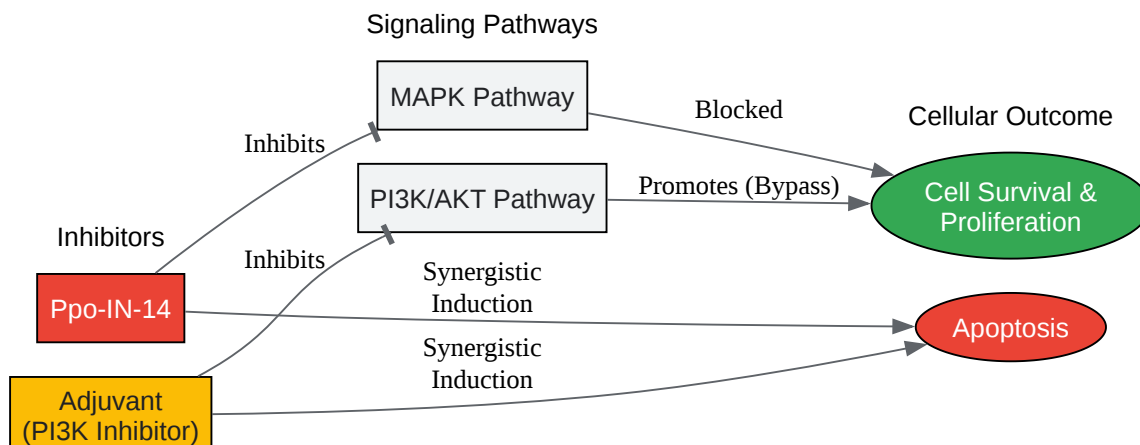 Signaling Pathways
MAPK Pathway
Blocked
Cellular Outcome
Inhibits
PI3K/AKT Pathway
Promotes (Bypass)
Cell Survival &
Proliferation
Inhibitors
Inhibits
Ppo-IN-14
Synergistic
Induction
Apoptosis
Synergistic
Induction
Adjuvant
(PI3K Inhibitor)